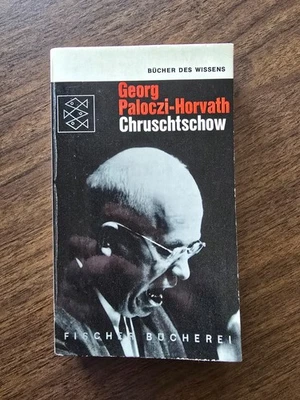 BÜCHER DES WISSENS
Georg
Paloczi-Horvath
Chruschtschow
FISCHER BÜCHEREI